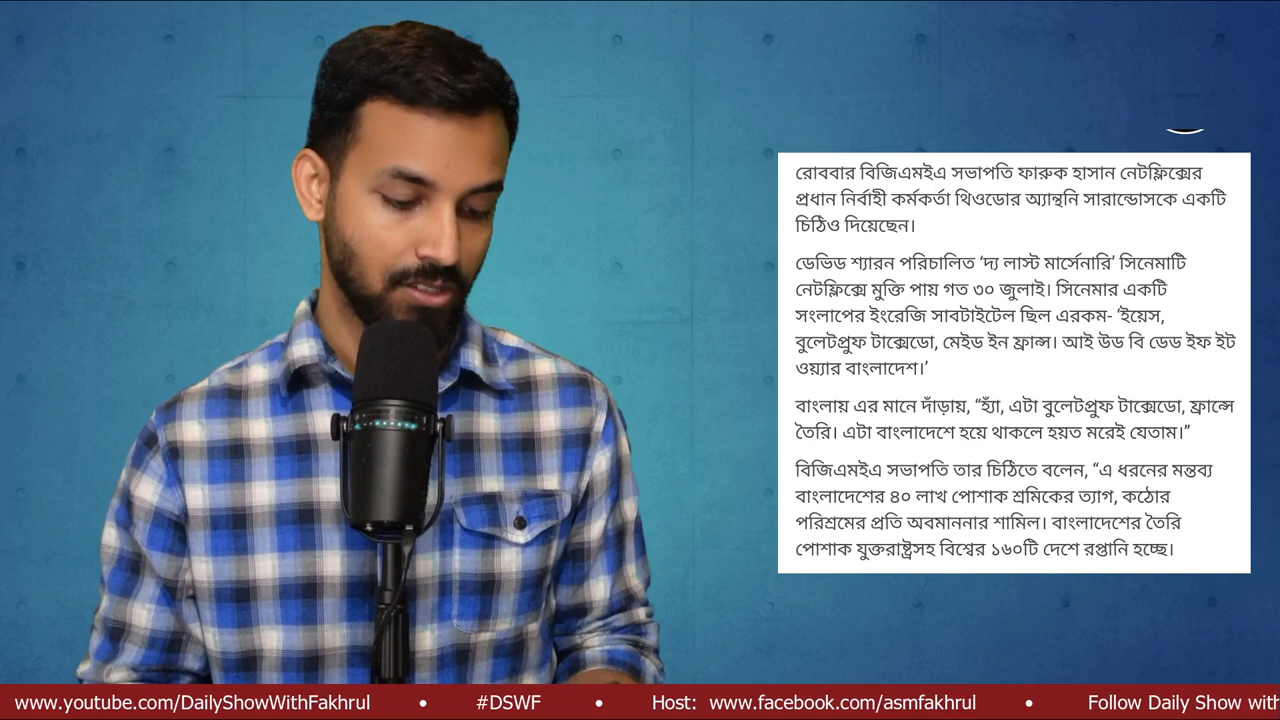 রোববার বিজিএমইএ সভাপতি ফারুক হাসান নেটফ্লিক্সের
প্রধান নির্বাহী কর্মকর্তা থিওডোর অ্যান্থনি সারান্ডোসকে একটি
চিঠিও দিয়েছেন।
ডেভিড শ্যারন পরিচালিত ‘দ্য লাস্ট মার্সেনারি’ সিনেমাটি
নেটফ্লিক্সে মুক্তি পায় গত ৩০ জুলাই। সিনেমার একটি
সংলাপের ইংরেজি সাবটাইটেল ছিল এরকম- ‘ইয়েস,
বুলেটপ্রুফ টাক্সেডো, মেইড ইন ফ্রান্স। আই উড বি ডেড ইফ ইট
ওয়্যার বাংলাদেশ।’
বাংলায় এর মানে দাঁড়ায়, “হ্যাঁ, এটা বুলেটপ্রুফ টাক্সেডো, ফ্রান্সে
তৈরি। এটা বাংলাদেশে হয়ে থাকলে হয়ত মরেই যেতাম।”
বিজিএমইএ সভাপতি তার চিঠিতে বলেন, “এ ধরনের মন্তব্য
বাংলাদেশের ৪০ লাখ পোশাক শ্রমিকের ত্যাগ, কঠোর
পরিশ্রমের প্রতি অবমাননার শামিল। বাংলাদেশের তৈরি
পোশাক যুক্তরাষ্ট্রসহ বিশ্বের ১৬০টি দেশে রপ্তানি হচ্ছে।
www.youtube.com/DailyShowWithFakhrul • #DSWF • Host: www.facebook.com/asmfakhrul • Follow Daily Show with